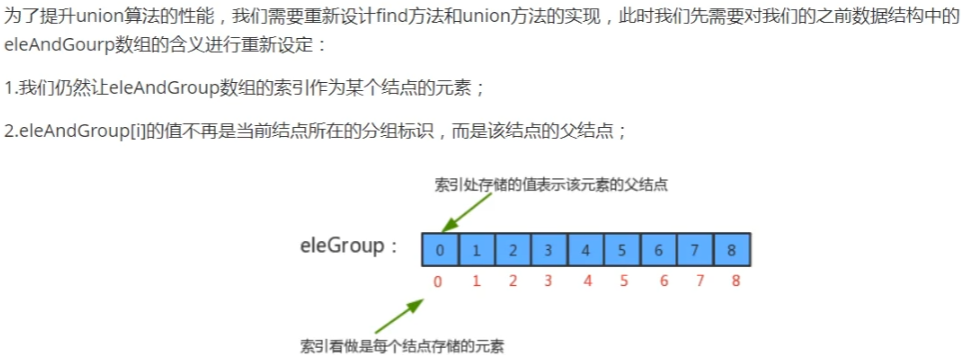 为了提升union算法的性能，我们需要重新设计find方法和union方法的实现，此时我们先需要对我们的之前数据结构中的
eleAndGourp数组的含义进行重新设定：
1.我们仍然让eleAndGroup数组的索引作为某个结点的元素；
2.eleAndGroup[i]的值不再是当前结点所在的分组标识，而是该结点的父结点；
索引处存储的值表示该元素的父结点
eleGroup： 0 1 2 3 4 5 6 7 8
0 1 2 3 4 5 6 7 8
索引看做是每个结点存储的元素